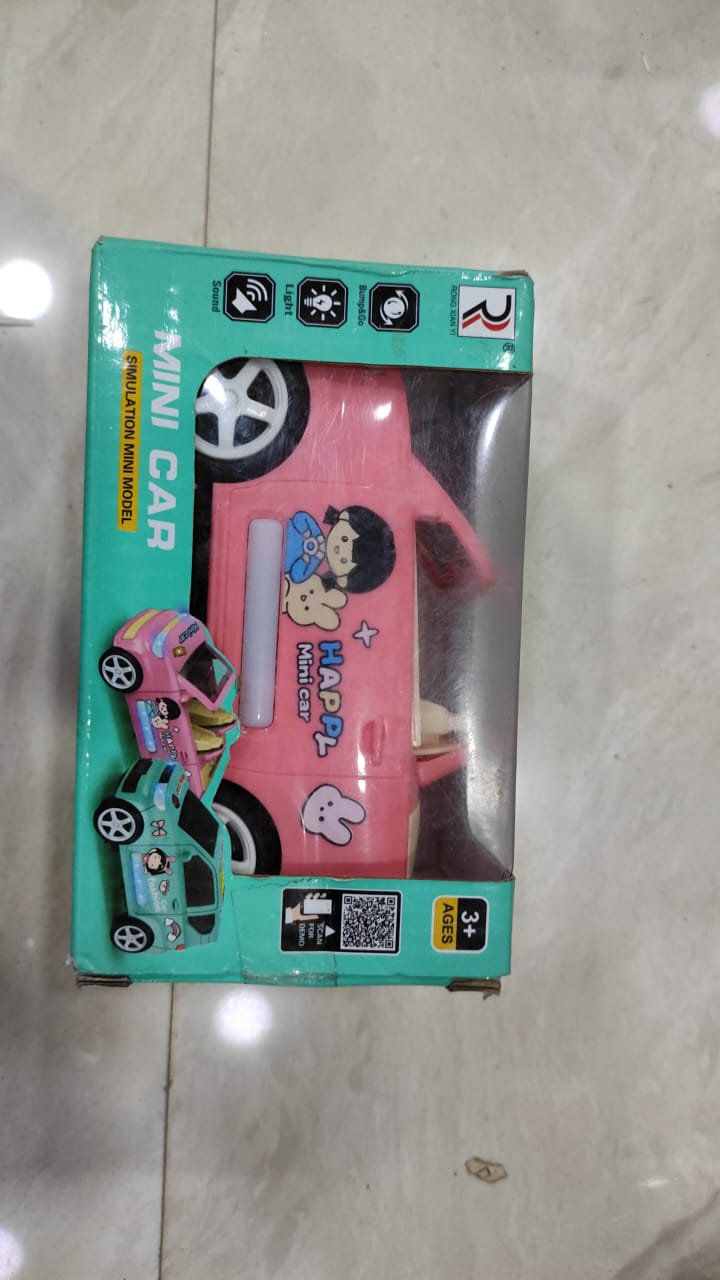 RONG XIAN YI
®
Bump&Go
Light
Sound
MINI CAR
SIMULATION MINI MODEL
HAPPL
Mini car
3+
AGES
SCAN
FOR
DEMO